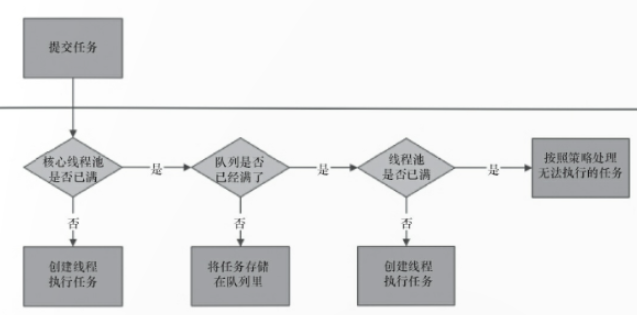 提交任务
核心线程池
是否已满
是
队列是否
已经满了
是
线程池
是否已满
是
按照策略处理
无法执行的任务
否
否
否
创建线程
执行任务
将任务存储
在队列里
创建线程
执行任务